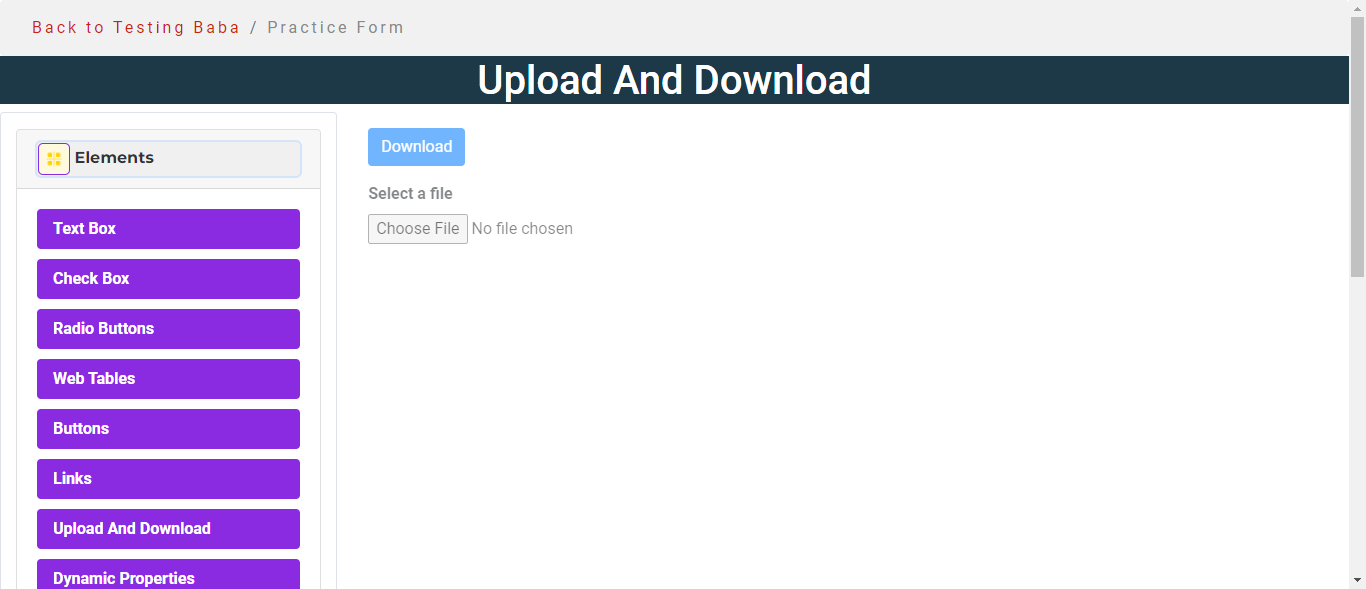 Back to Testing Baba / Practice Form
Upload And Download
Elements
Text Box
Check Box
Radio Buttons
Web Tables
Buttons
Links
Upload And Download
Dynamic Properties
Download
Select a file
Choose File No file chosen